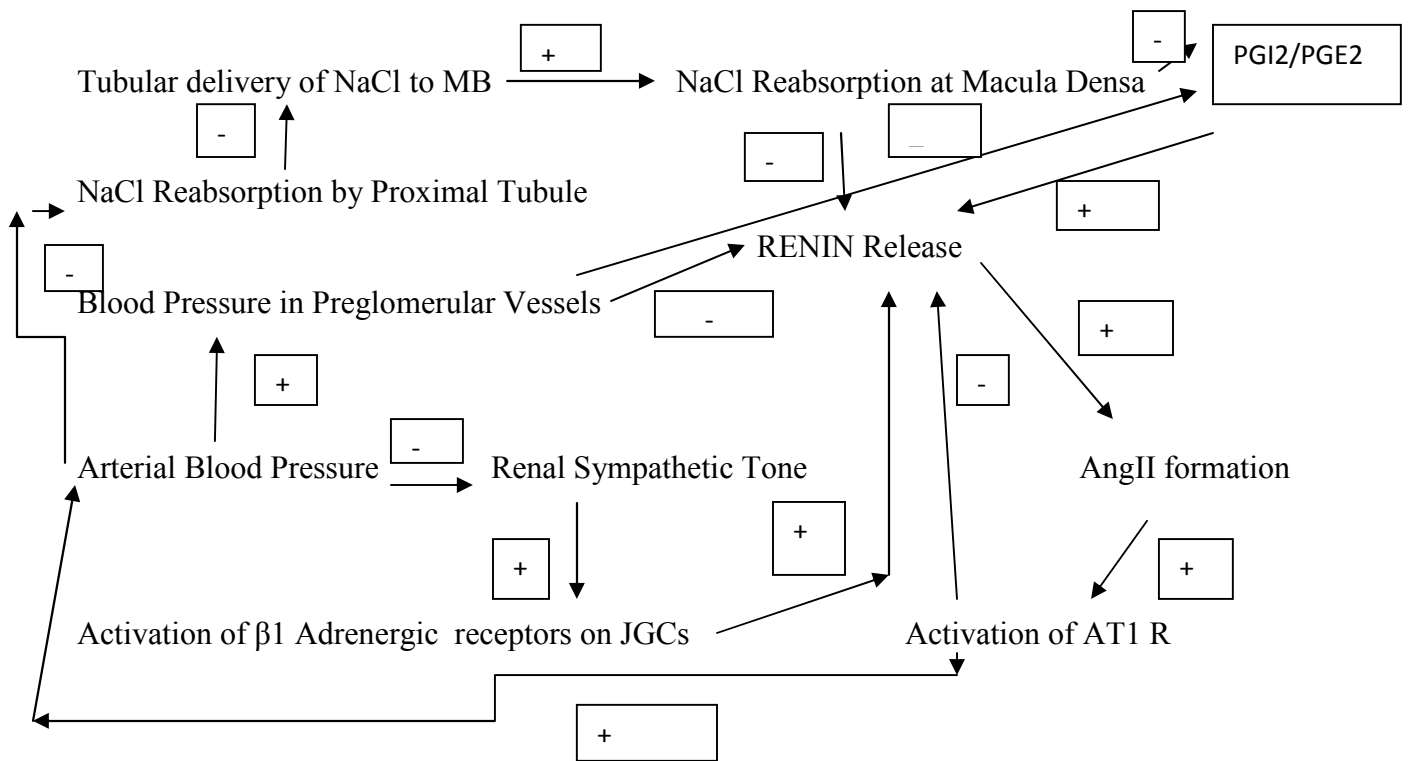 +
-
PGI2/PGE2
Tubular delivery of NaCl to MB
NaCl Reabsorption at Macula Densa
-
-
_
NaCl Reabsorption by Proximal Tubule
+
RENIN Release
-
Blood Pressure in Preglomerular Vessels
-
+
+
-
-
Arterial Blood Pressure
Renal Sympathetic Tone
AngII formation
+
+
+
Activation of β1 Adrenergic receptors on JGCs
Activation of AT1 R
+